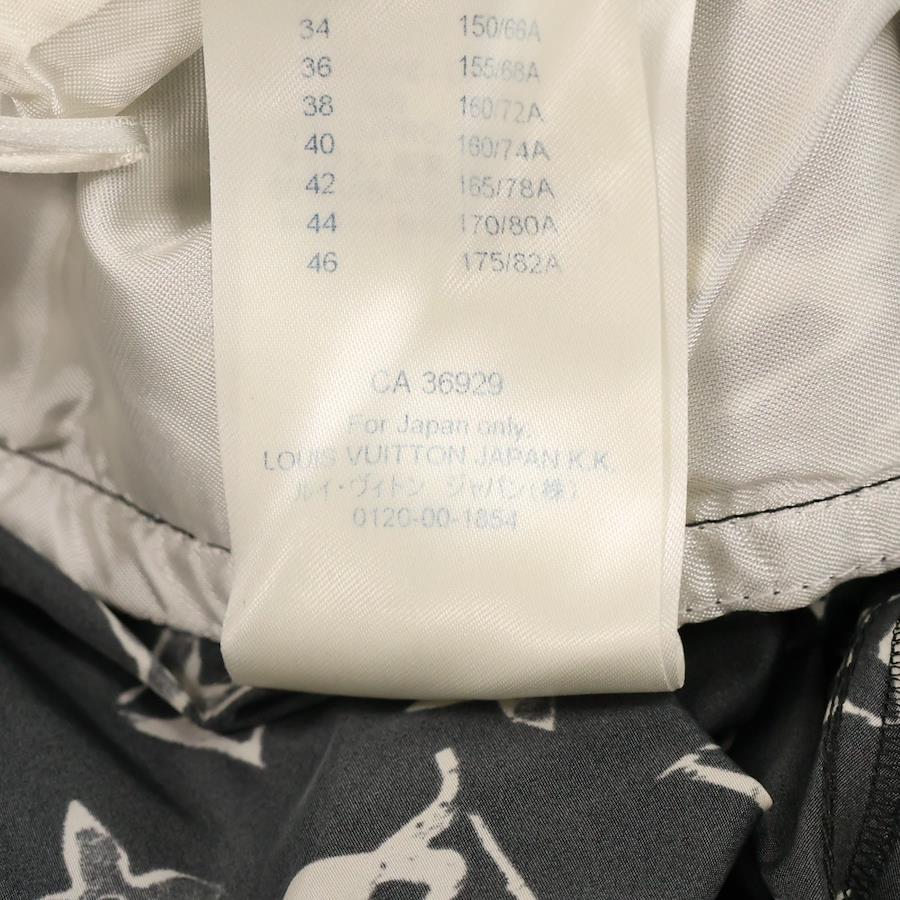 34 150/66A
36 155/68A
38 160/72A
40 160/74A
42 165/78A
44 170/80A
46 175/82A
CA 36929
For Japan only.
LOUIS VUITTON JAPAN K.K.
ルイ・ヴィトン ジャパン(株)
0120-00-1854